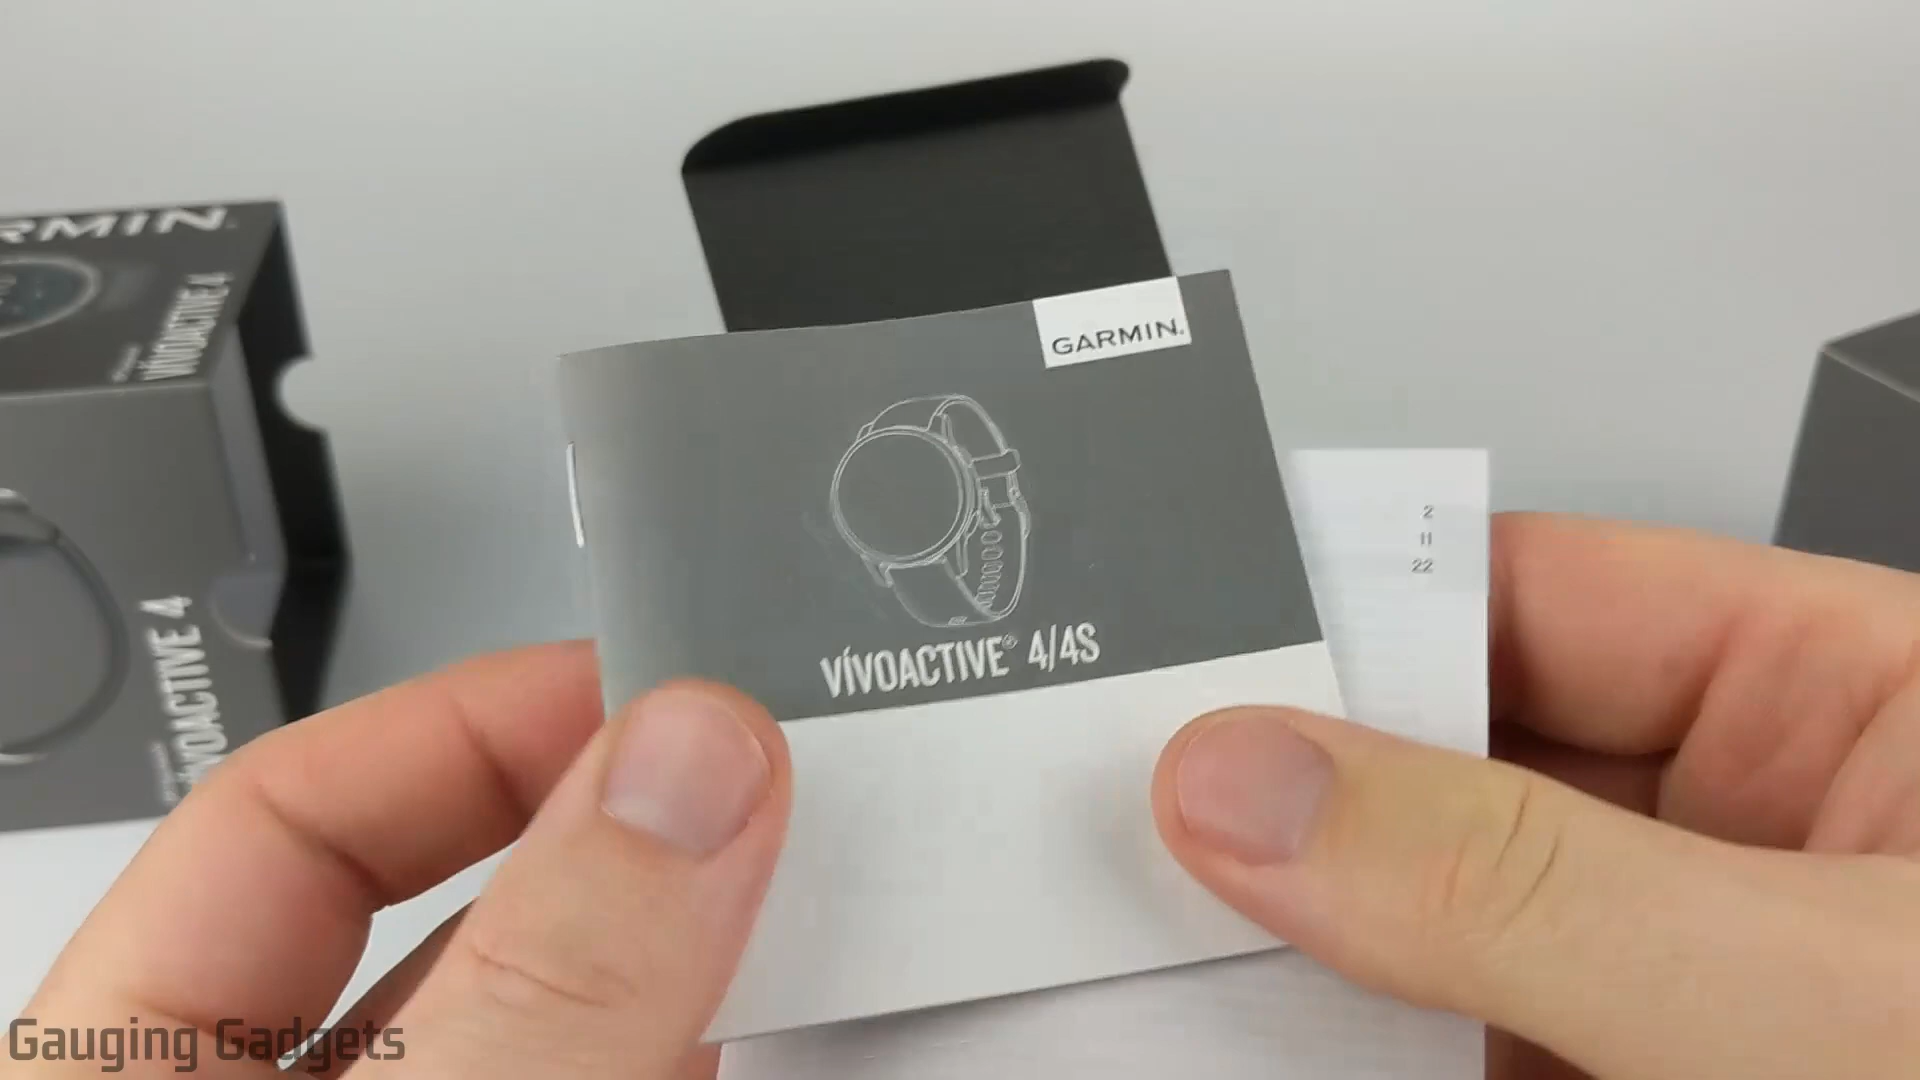 GARMIN.
VÍVOACTIVE® 4/4S
2
11
22
RMIN
VÍVOACTIVE 4
VÍVOACTIVE 4
Gauging Gadgets